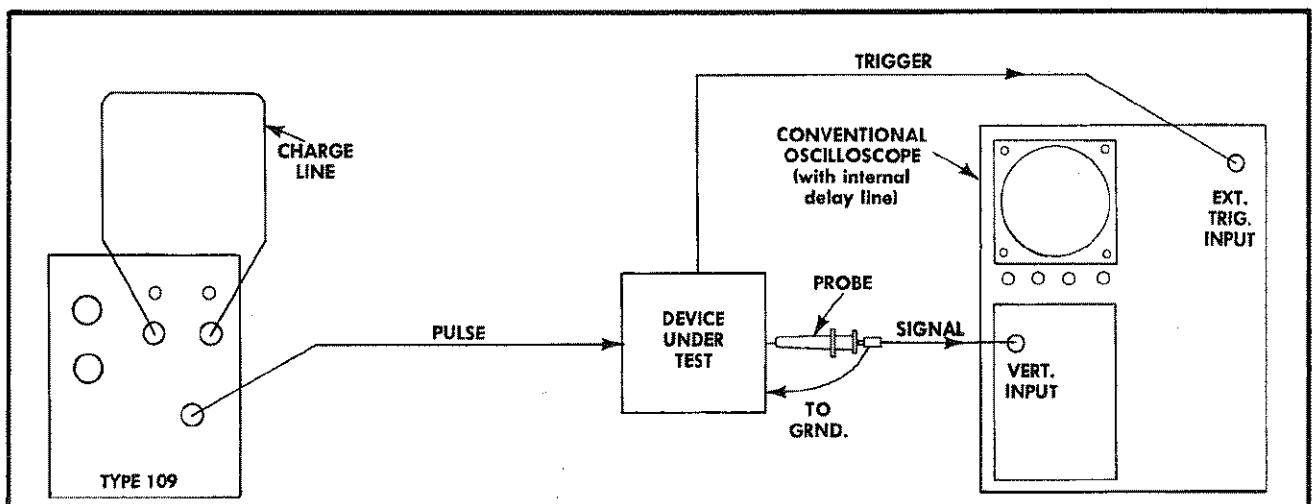 TRIGGER
CHARGE
LINE
CONVENTIONAL
OSCILLOSCOPE
(with internal
delay line)
EXT.
TRIG.
INPUT
PROBE
PULSE
DEVICE
UNDER
TEST
SIGNAL
VERT.
INPUT
TO
GRND.
TYPE 109